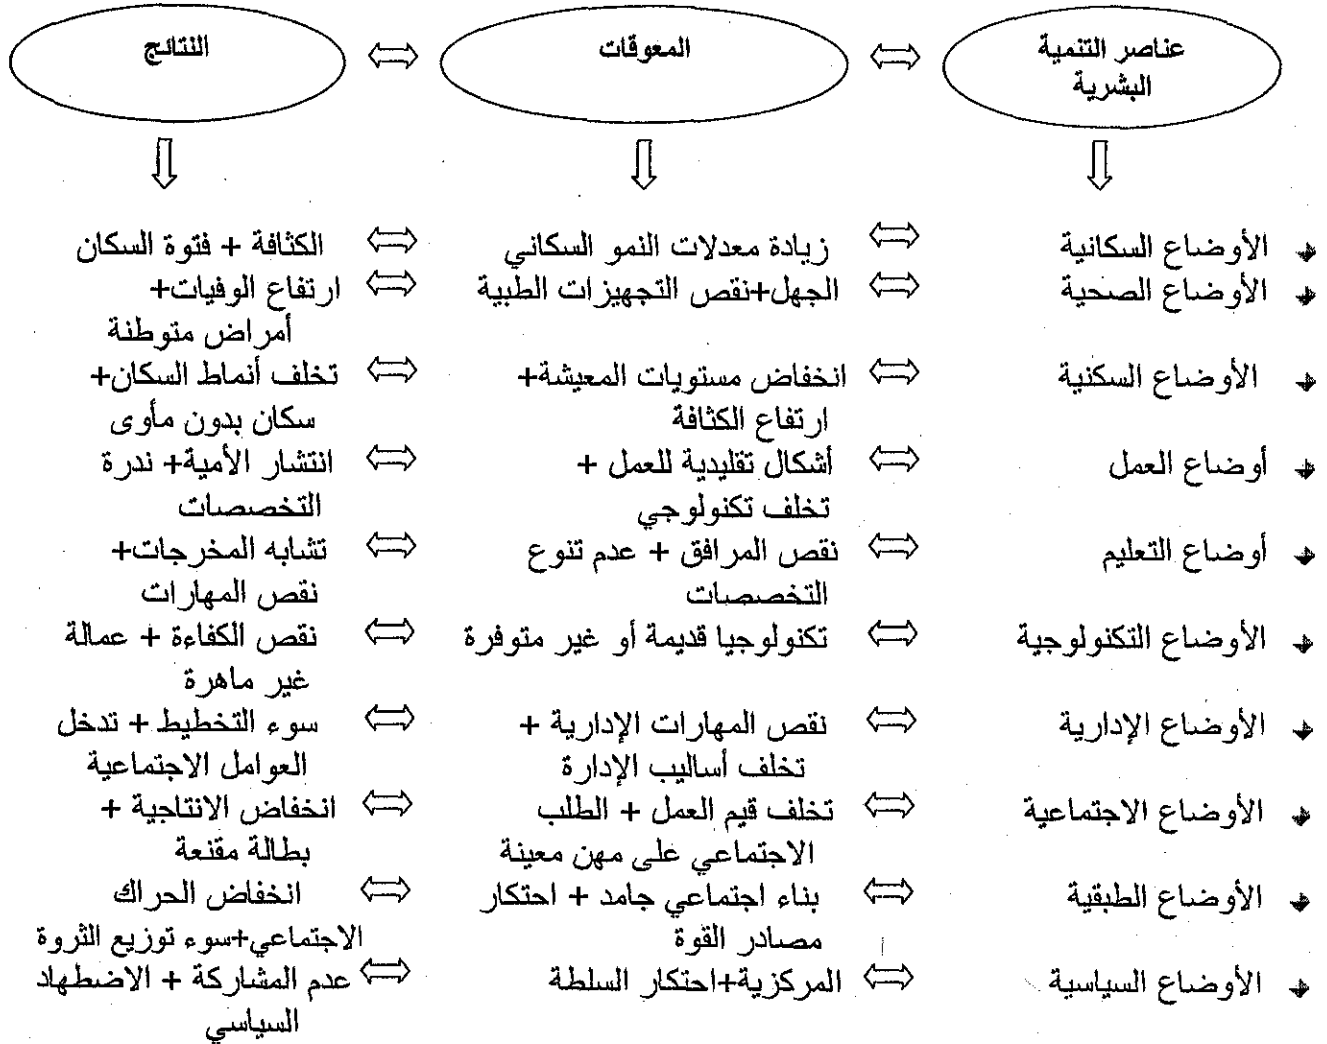 عناصر التنمية البشرية ⇔ المعوقات ⇔ النتائج
الأوضاع السكانية ⇔ زيادة معدلات النمو السكاني ⇔ الكثافة + فتوة السكان
الأوضاع الصحية ⇔ الجهل+نقص التجهيزات الطبية ⇔ ارتفاع الوفيات+
أمراض متوطنة
الأوضاع السكنية ⇔ انخفاض مستويات المعيشة+ ⇔ تخلف أنماط السكان+
ارتفاع الكثافة سكان بدون مأوى
أوضاع العمل ⇔ أشكال تقليدية للعمل + ⇔ انتشار الأمية+ ندرة
تخلف تكنولوجي التخصصات
أوضاع التعليم ⇔ نقص المرافق + عدم تنوع ⇔ تشابه المخرجات+
التخصصات نقص المهارات
الأوضاع التكنولوجية ⇔ تكنولوجيا قديمة أو غير متوفرة ⇔ نقص الكفاءة + عمالة
غير ماهرة
الأوضاع الإدارية ⇔ نقص المهارات الإدارية + ⇔ سوء التخطيط + تدخل
تخلف أساليب الإدارة العوامل الاجتماعية
الأوضاع الاجتماعية ⇔ تخلف قيم العمل + الطلب ⇔ انخفاض الانتاجية +
الاجتماعي على مهن معينة بطالة مقنعة
الأوضاع الطبقية ⇔ بناء اجتماعي جامد + احتكار ⇔ انخفاض الحراك
مصادر القوة الاجتماعي+سوء توزيع الثروة
الأوضاع السياسية ⇔ المركزية+احتكار السلطة ⇔ عدم المشاركة + الاضطهاد
السياسي